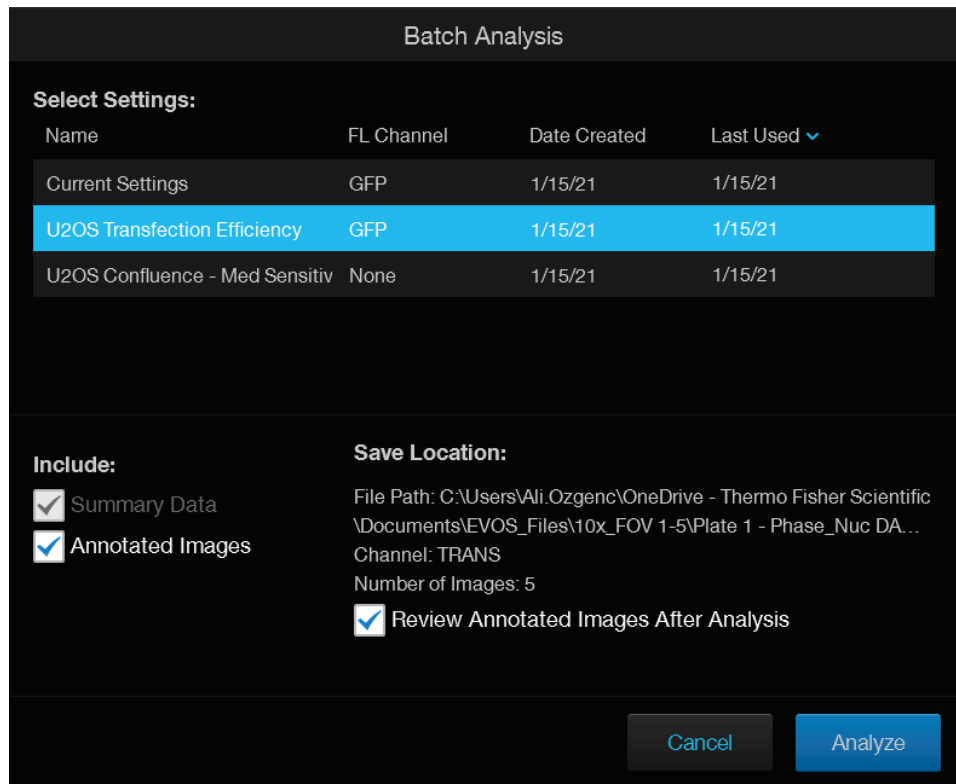 Batch Analysis
Select Settings:
Name FL Channel Date Created Last Used
Current Settings GFP 1/15/21 1/15/21
U2OS Transfection Efficiency GFP 1/15/21 1/15/21
U2OS Confluence - Med Sensitiv None 1/15/21 1/15/21
Include:
Summary Data
Annotated Images
Save Location:
File Path: C:\Users\Ali.Ozgenc\OneDrive - Thermo Fisher Scientific
\Documents\EVOS_Files\10x_FOV 1-5\Plate 1 - Phase_Nuc DA...
Channel: TRANS
Number of Images: 5
Review Annotated Images After Analysis
Cancel Analyze